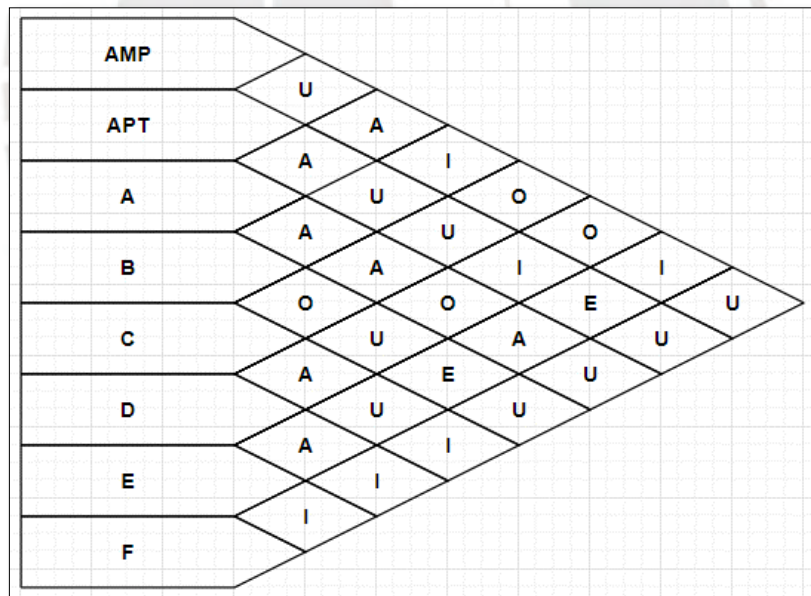 AMP
U
APT A
A I
A U O
A U O
B A I I
O O E U
C U A U
A E U
D U U
A I
E I
I
F